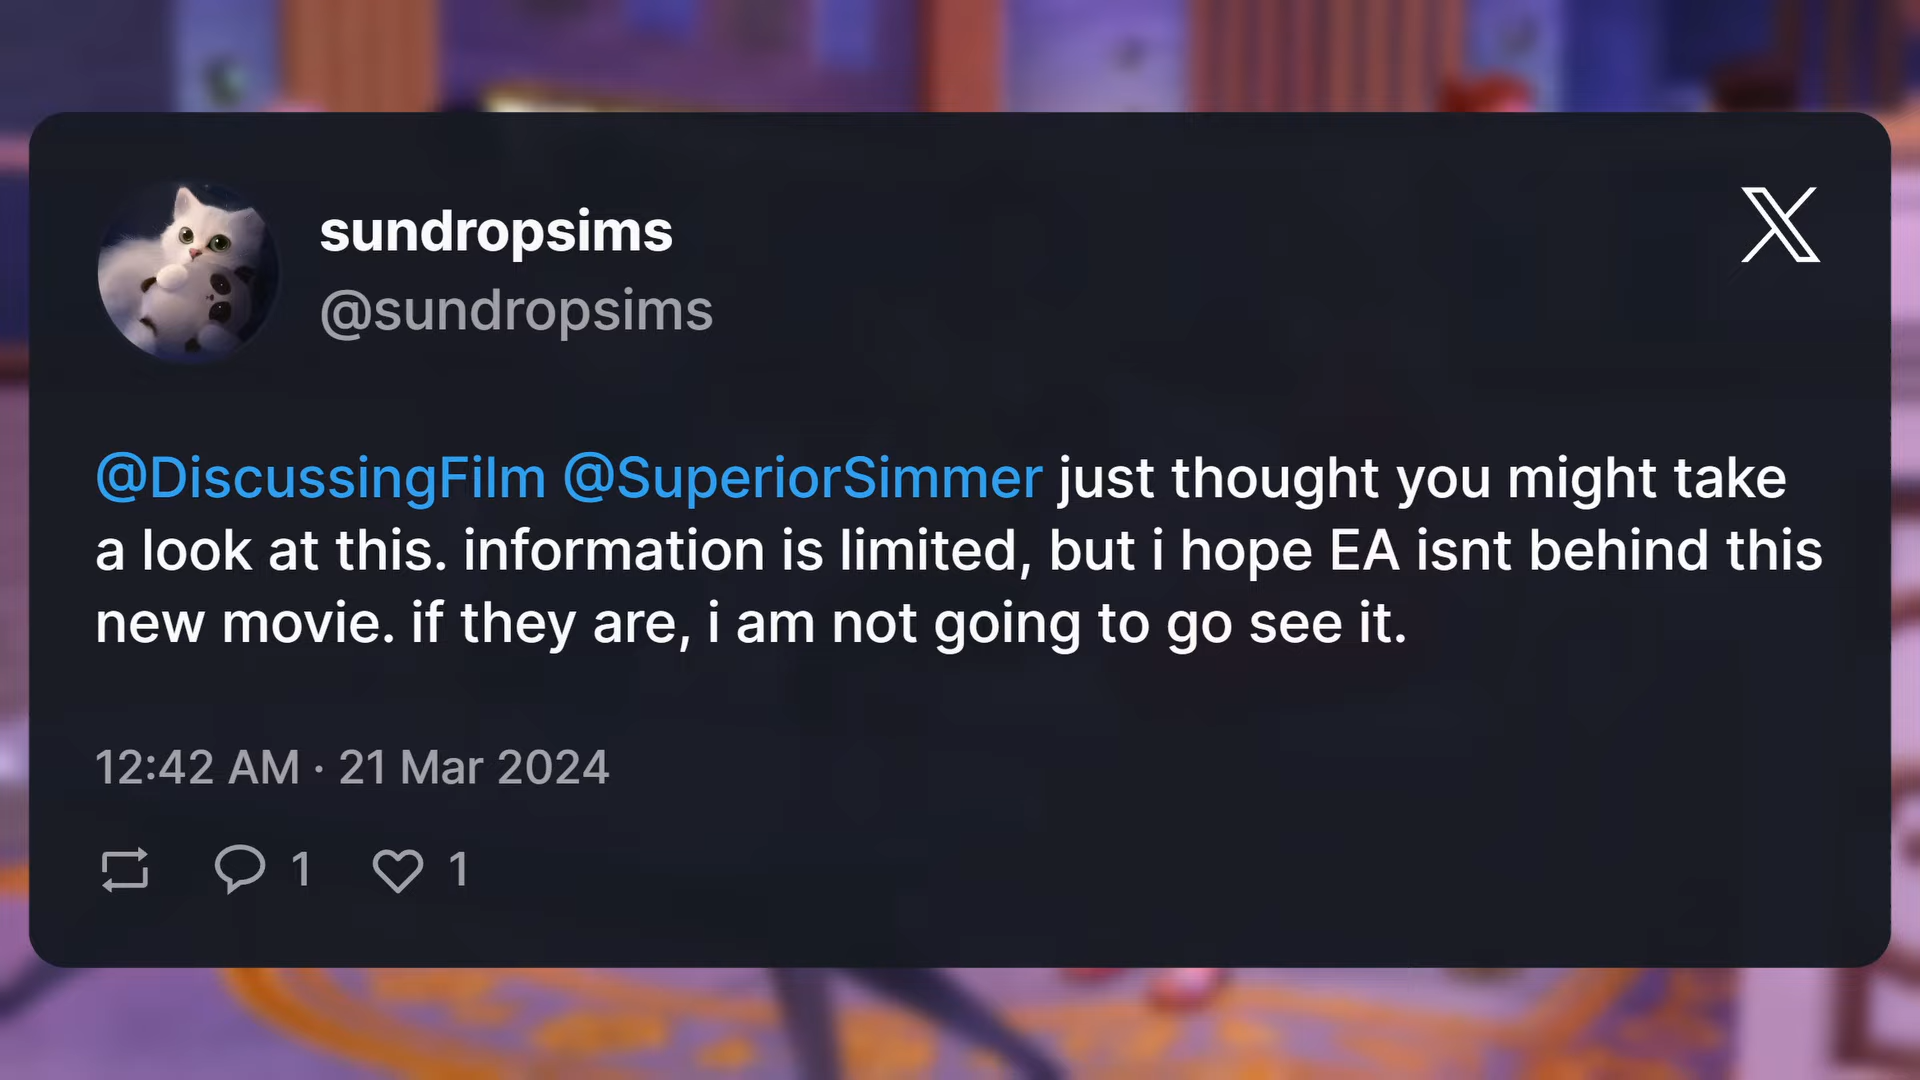 sundropsims
@sundropsims
@DiscussingFilm @SuperiorSimmer just thought you might take
a look at this. information is limited, but i hope EA isnt behind this
new movie. if they are, i am not going to go see it.
12:42 AM · 21 Mar 2024
1 1